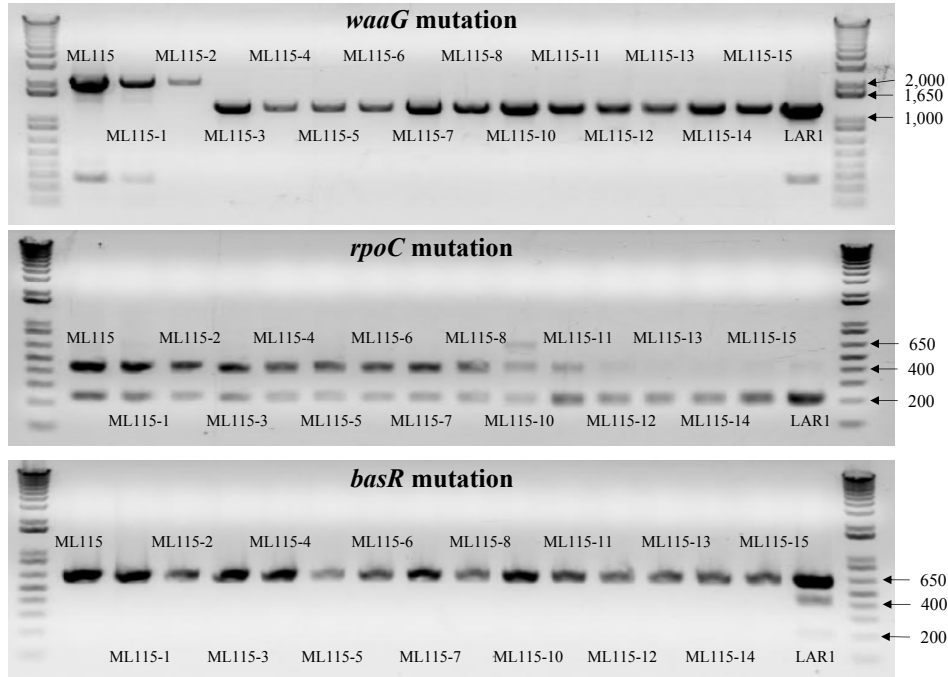 waaG mutation
ML115 ML115-2 ML115-4 ML115-6 ML115-8 ML115-11 ML115-13 ML115-15
2,000
1,650
1,000
ML115-1 ML115-3 ML115-5 ML115-7 ML115-10 ML115-12 ML115-14 LAR1
rpoC mutation
ML115 ML115-2 ML115-4 ML115-6 ML115-8 ML115-11 ML115-13 ML115-15
650
400
200
ML115-1 ML115-3 ML115-5 ML115-7 ML115-10 ML115-12 ML115-14 LAR1
basR mutation
ML115 ML115-2 ML115-4 ML115-6 ML115-8 ML115-11 ML115-13 ML115-15
650
400
200
ML115-1 ML115-3 ML115-5 ML115-7 ML115-10 ML115-12 ML115-14 LAR1